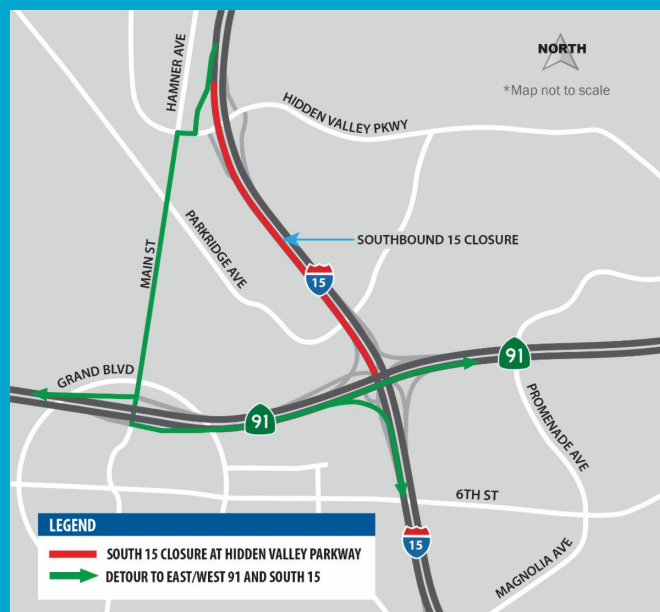 HAMNER AVE
NORTH
*Map not to scale
HIDDEN VALLEY PKWY
PARKRIDGE AVE
MAIN ST
SOUTHBOUND 15 CLOSURE
15
91
GRAND BLVD
91
PROMENADE AVE
6TH ST
15
MAGNOLIA AVE
LEGEND
SOUTH 15 CLOSURE AT HIDDEN VALLEY PARKWAY
DETOUR TO EAST/WEST 91 AND SOUTH 15